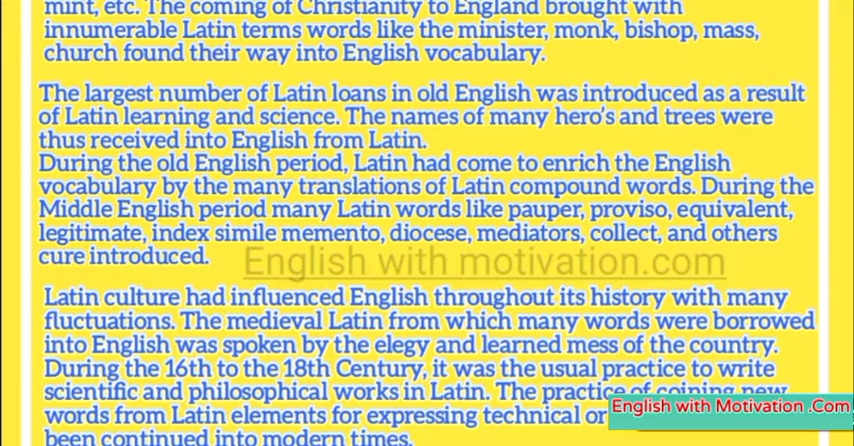 mint, etc. The coming of Christianity to England brought with
innumerable Latin terms words like the minister, monk, bishop, mass,
church found their way into English vocabulary.
The largest number of Latin loans in old English was introduced as a result
of Latin learning and science. The names of many hero's and trees were
thus received into English from Latin.
During the old English period, Latin had come to enrich the English
vocabulary by the many translations of Latin compound words. During the
Middle English period many Latin words like pauper, proviso, equivalent,
legitimate, index simile memento, diocese, mediators, collect, and others
cure introduced.
English with motivation.com
Latin culture had influenced English throughout its history with many
fluctuations. The medieval Latin from which many words were borrowed
into English was spoken by the elegy and learned mess of the country.
During the 16th to the 18th Century, it was the usual practice to write
scientific and philosophical works in Latin. The practice of coining new
words from Latin elements for expressing technical or
English with Motivation .Com
been continued into modern times.